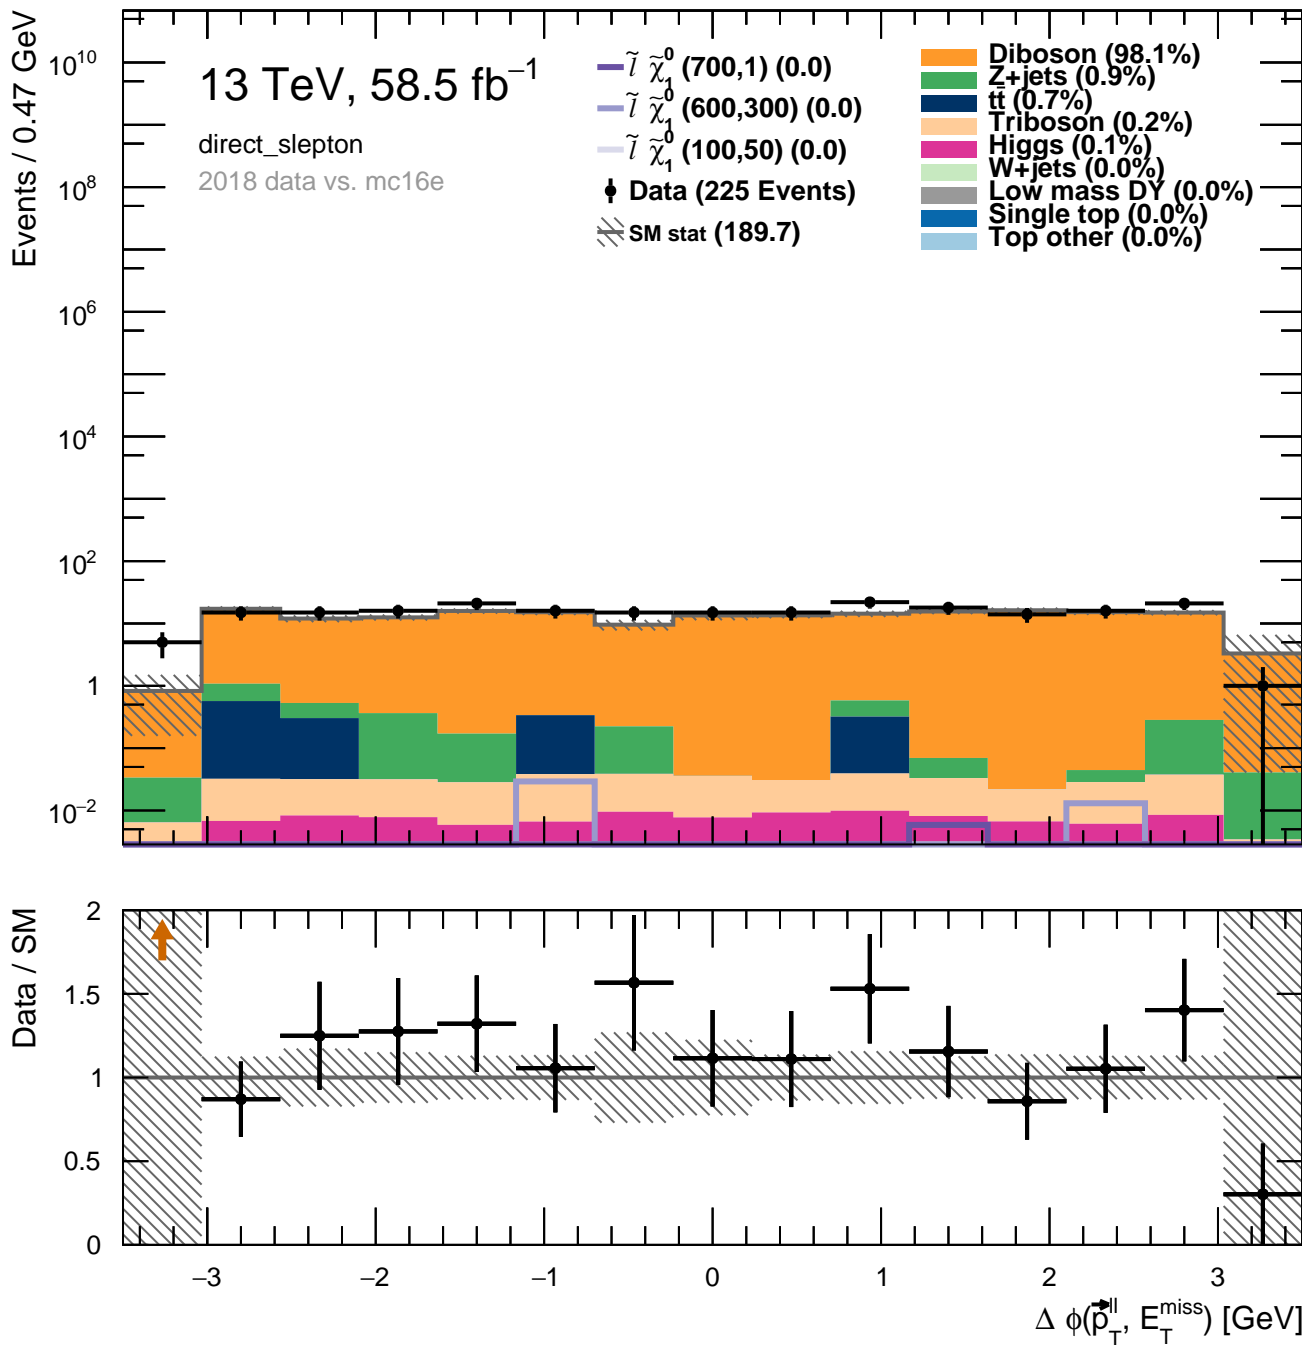 Events / 0.47 GeV
10¹⁰
10⁸
10⁶
10⁴
10²
1
10⁻²
13 TeV, 58.5 fb⁻¹
direct_slepton
2018 data vs. mc16e
l̃ χ̃⁰₁ (700,1) (0.0)
l̃ χ̃⁰₁ (600,300) (0.0)
l̃ χ̃⁰₁ (100,50) (0.0)
Data (225 Events)
SM stat (189.7)
Diboson (98.1%)
Z+jets (0.9%)
tt̄ (0.7%)
Triboson (0.2%)
Higgs (0.1%)
W+jets (0.0%)
Low mass DY (0.0%)
Single top (0.0%)
Top other (0.0%)
Data / SM
2
1.5
1
0.5
0
−3 −2 −1 0 1 2 3
Δ ϕ(p⃗_T^ll, E_T^miss) [GeV]